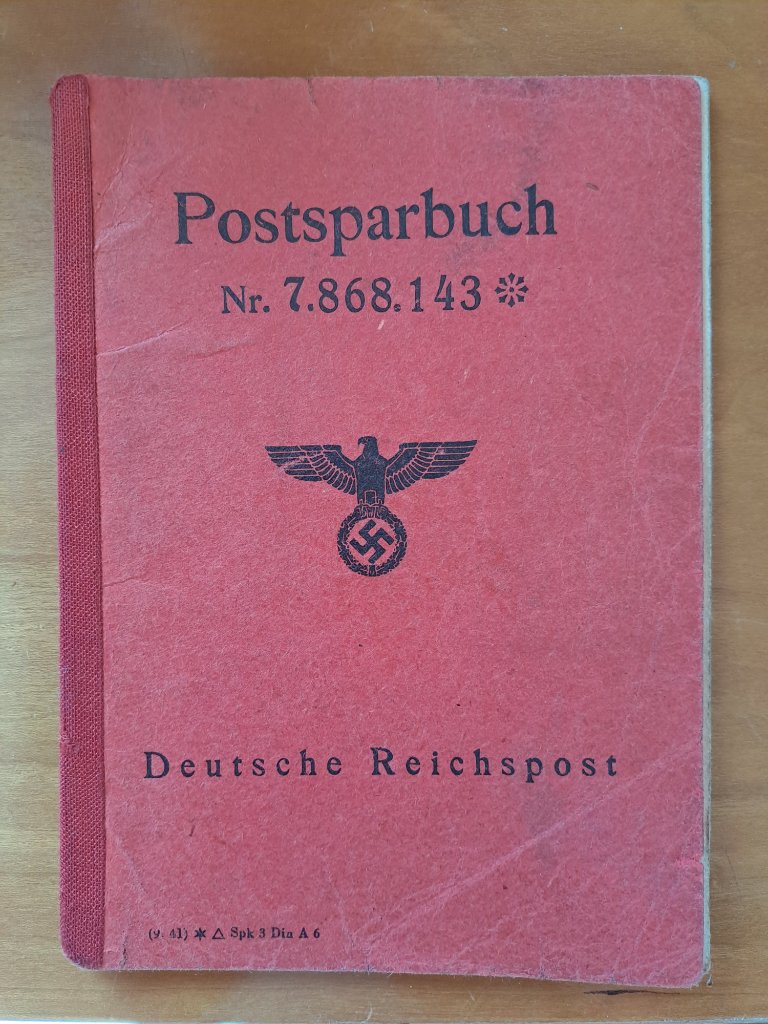 Postsparbuch
Nr. 7.868.143 ❇
Deutsche Reichspost
(9. 41) ✶ △ Spk 3 Din A 6